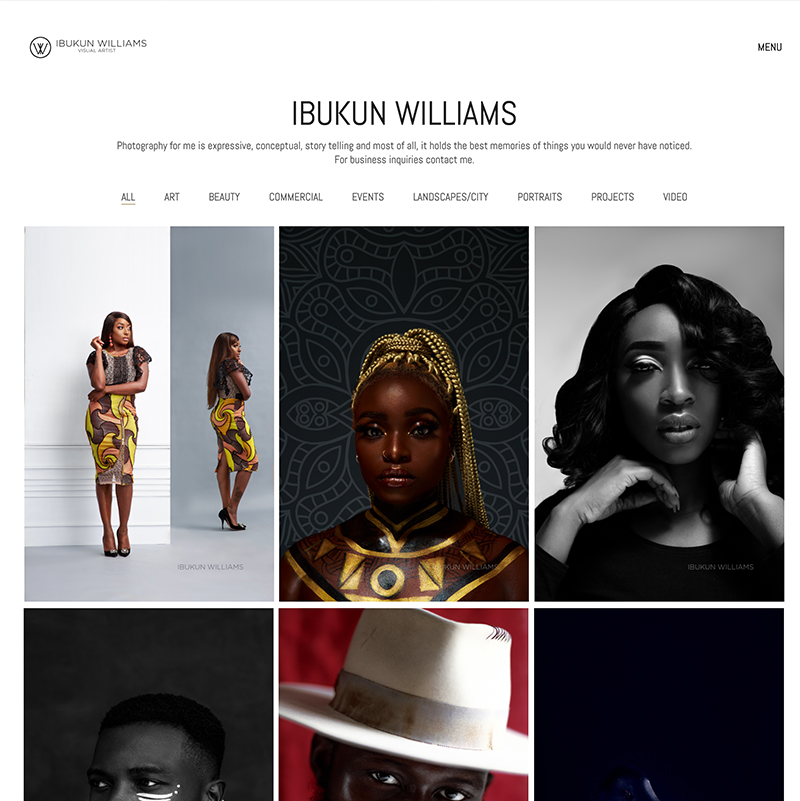 IBUKUN WILLIAMS
VISUAL ARTIST
MENU
IBUKUN WILLIAMS
Photography for me is expressive, conceptual, story telling and most of all, it holds the best memories of things you would never have noticed.
For business inquiries contact me.
ALL ART BEAUTY COMMERCIAL EVENTS LANDSCAPES/CITY PORTRAITS PROJECTS VIDEO
IBUKUN WILLIAMS
IBUKUN WILLIAMS
IBUKUN WILLIAMS